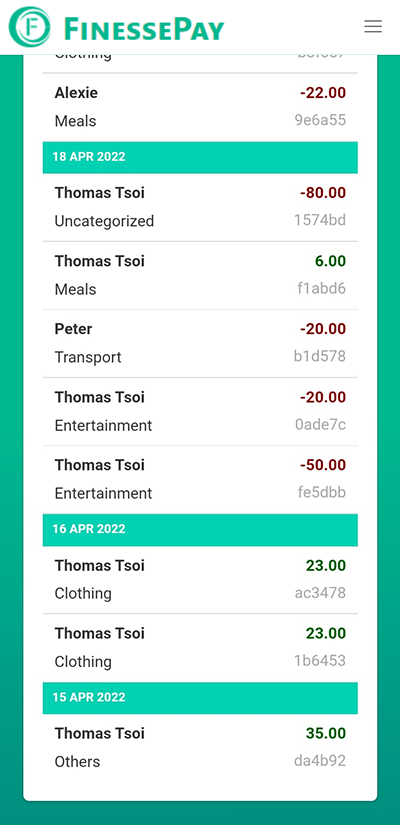 FINESSEPAY
Alexie -22.00
Meals 9e6a55
18 APR 2022
Thomas Tsoi -80.00
Uncategorized 1574bd
Thomas Tsoi 6.00
Meals f1abd6
Peter -20.00
Transport b1d578
Thomas Tsoi -20.00
Entertainment 0ade7c
Thomas Tsoi -50.00
Entertainment fe5dbb
16 APR 2022
Thomas Tsoi 23.00
Clothing ac3478
Thomas Tsoi 23.00
Clothing 1b6453
15 APR 2022
Thomas Tsoi 35.00
Others da4b92